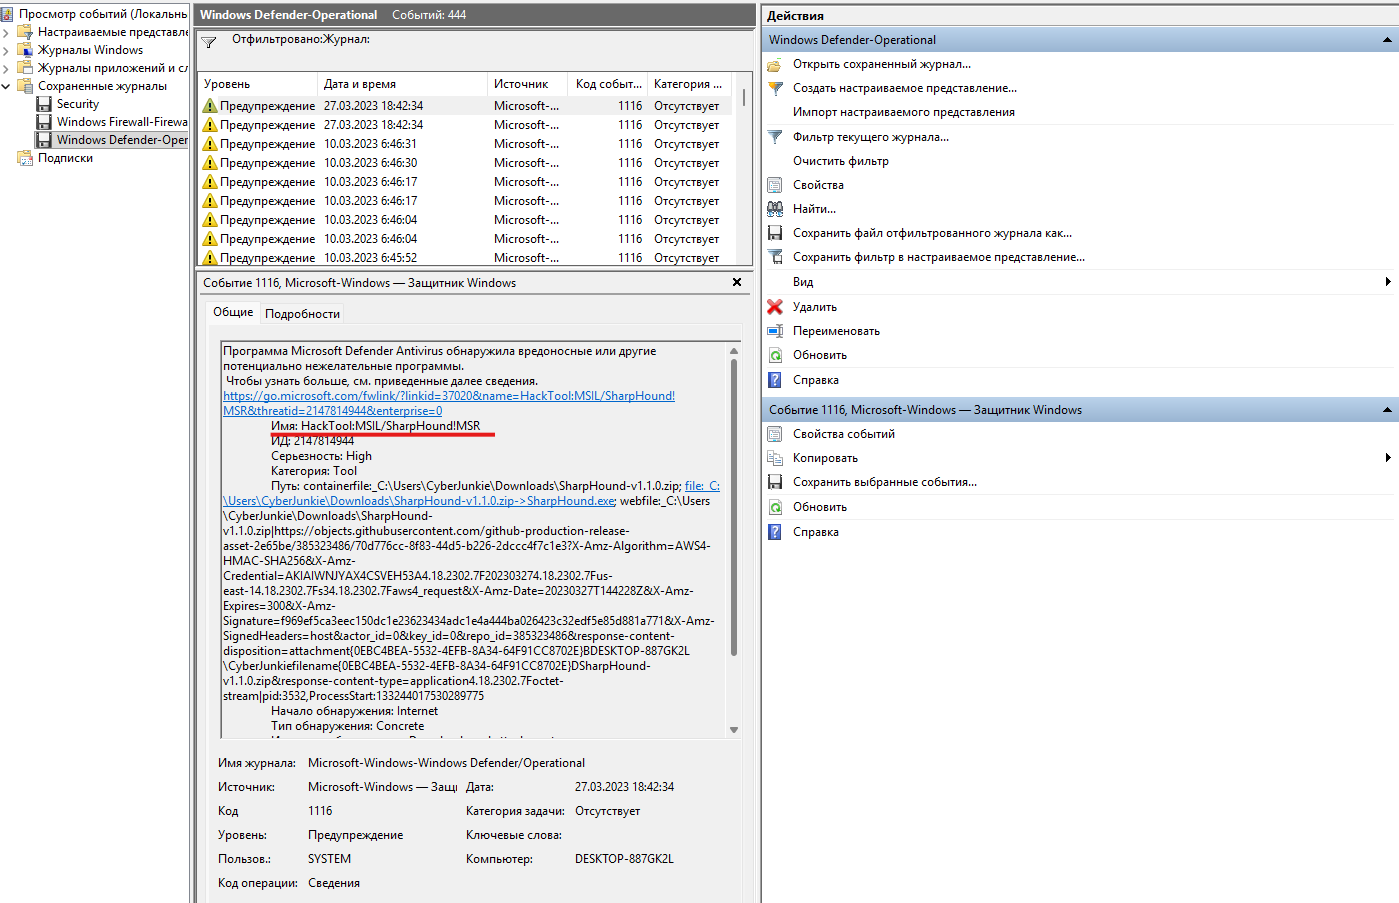 Просмотр событий (Локальнь
Настраиваемые представле
Журналы Windows
Журналы приложений и сл
Сохраненные журналы
Security
Windows Firewall-Firewa
Windows Defender-Oper
Подписки
Windows Defender-Operational Событий: 444
Отфильтровано:Журнал:
Уровень Дата и время Источник Код событ... Категория ...
Предупреждение 27.03.2023 18:42:34 Microsoft-... 1116 Отсутствует
Предупреждение 27.03.2023 18:42:34 Microsoft-... 1116 Отсутствует
Предупреждение 10.03.2023 6:46:31 Microsoft-... 1116 Отсутствует
Предупреждение 10.03.2023 6:46:30 Microsoft-... 1116 Отсутствует
Предупреждение 10.03.2023 6:46:17 Microsoft-... 1116 Отсутствует
Предупреждение 10.03.2023 6:46:17 Microsoft-... 1116 Отсутствует
Предупреждение 10.03.2023 6:46:04 Microsoft-... 1116 Отсутствует
Предупреждение 10.03.2023 6:46:04 Microsoft-... 1116 Отсутствует
Предупреждение 10.03.2023 6:45:52 Microsoft-... 1116 Отсутствует
Событие 1116, Microsoft-Windows — Защитник Windows
Общие Подробности
Программа Microsoft Defender Antivirus обнаружила вредоносные или другие
потенциально нежелательные программы.
Чтобы узнать больше, см. приведенные далее сведения.
https://go.microsoft.com/fwlink/?linkid=37020&name=HackTool:MSIL/SharpHound!
MSR&threatid=2147814944&enterprise=0
Имя: HackTool:MSIL/SharpHound!MSR
ИД: 2147814944
Серьезность: High
Категория: Tool
Путь: containerfile:_C:\Users\CyberJunkie\Downloads\SharpHound-v1.1.0.zip; file:_C:
\Users\CyberJunkie\Downloads\SharpHound-v1.1.0.zip->SharpHound.exe; webfile:_C:\Users
\CyberJunkie\Downloads\SharpHound-
v1.1.0.zip|https://objects.githubusercontent.com/github-production-release-
asset-2e65be/385323486/70d776cc-8f83-44d5-b226-2dccc4f7c1e3?X-Amz-Algorithm=AWS4-
HMAC-SHA256&X-Amz-
Credential=AKIAIWNJYAX4CSVEH53A4.18.2302.7F202303274.18.2302.7Fus-
east-14.18.2302.7Fs34.18.2302.7Faws4_request&X-Amz-Date=20230327T144228Z&X-Amz-
Expires=300&X-Amz-
Signature=f969ef5ca3eec150dc1e23623434adc1e4a444ba026423c32edf5e85d881a771&X-Amz-
SignedHeaders=host&actor_id=0&key_id=0&repo_id=385323486&response-content-
disposition=attachment{0EBC4BEA-5532-4EFB-8A34-64F91CC8702E}BDESKTOP-887GK2L
\CyberJunkiefilename{0EBC4BEA-5532-4EFB-8A34-64F91CC8702E}DSharpHound-
v1.1.0.zip&response-content-type=application4.18.2302.7Foctet-
stream|pid:3532,ProcessStart:133244017530289775
Начало обнаружения: Internet
Тип обнаружения: Concrete
Имя журнала: Microsoft-Windows-Windows Defender/Operational
Источник: Microsoft-Windows — Защи Дата: 27.03.2023 18:42:34
Код 1116 Категория задачи: Отсутствует
Уровень: Предупреждение Ключевые слова:
Пользов.: SYSTEM Компьютер: DESKTOP-887GK2L
Код операции: Сведения
Действия
Windows Defender-Operational
Открыть сохраненный журнал...
Создать настраиваемое представление...
Импорт настраиваемого представления
Фильтр текущего журнала...
Очистить фильтр
Свойства
Найти...
Сохранить файл отфильтрованного журнала как...
Сохранить фильтр в настраиваемое представление...
Вид
Удалить
Переименовать
Обновить
Справка
Событие 1116, Microsoft-Windows — Защитник Windows
Свойства событий
Копировать
Сохранить выбранные события...
Обновить
Справка